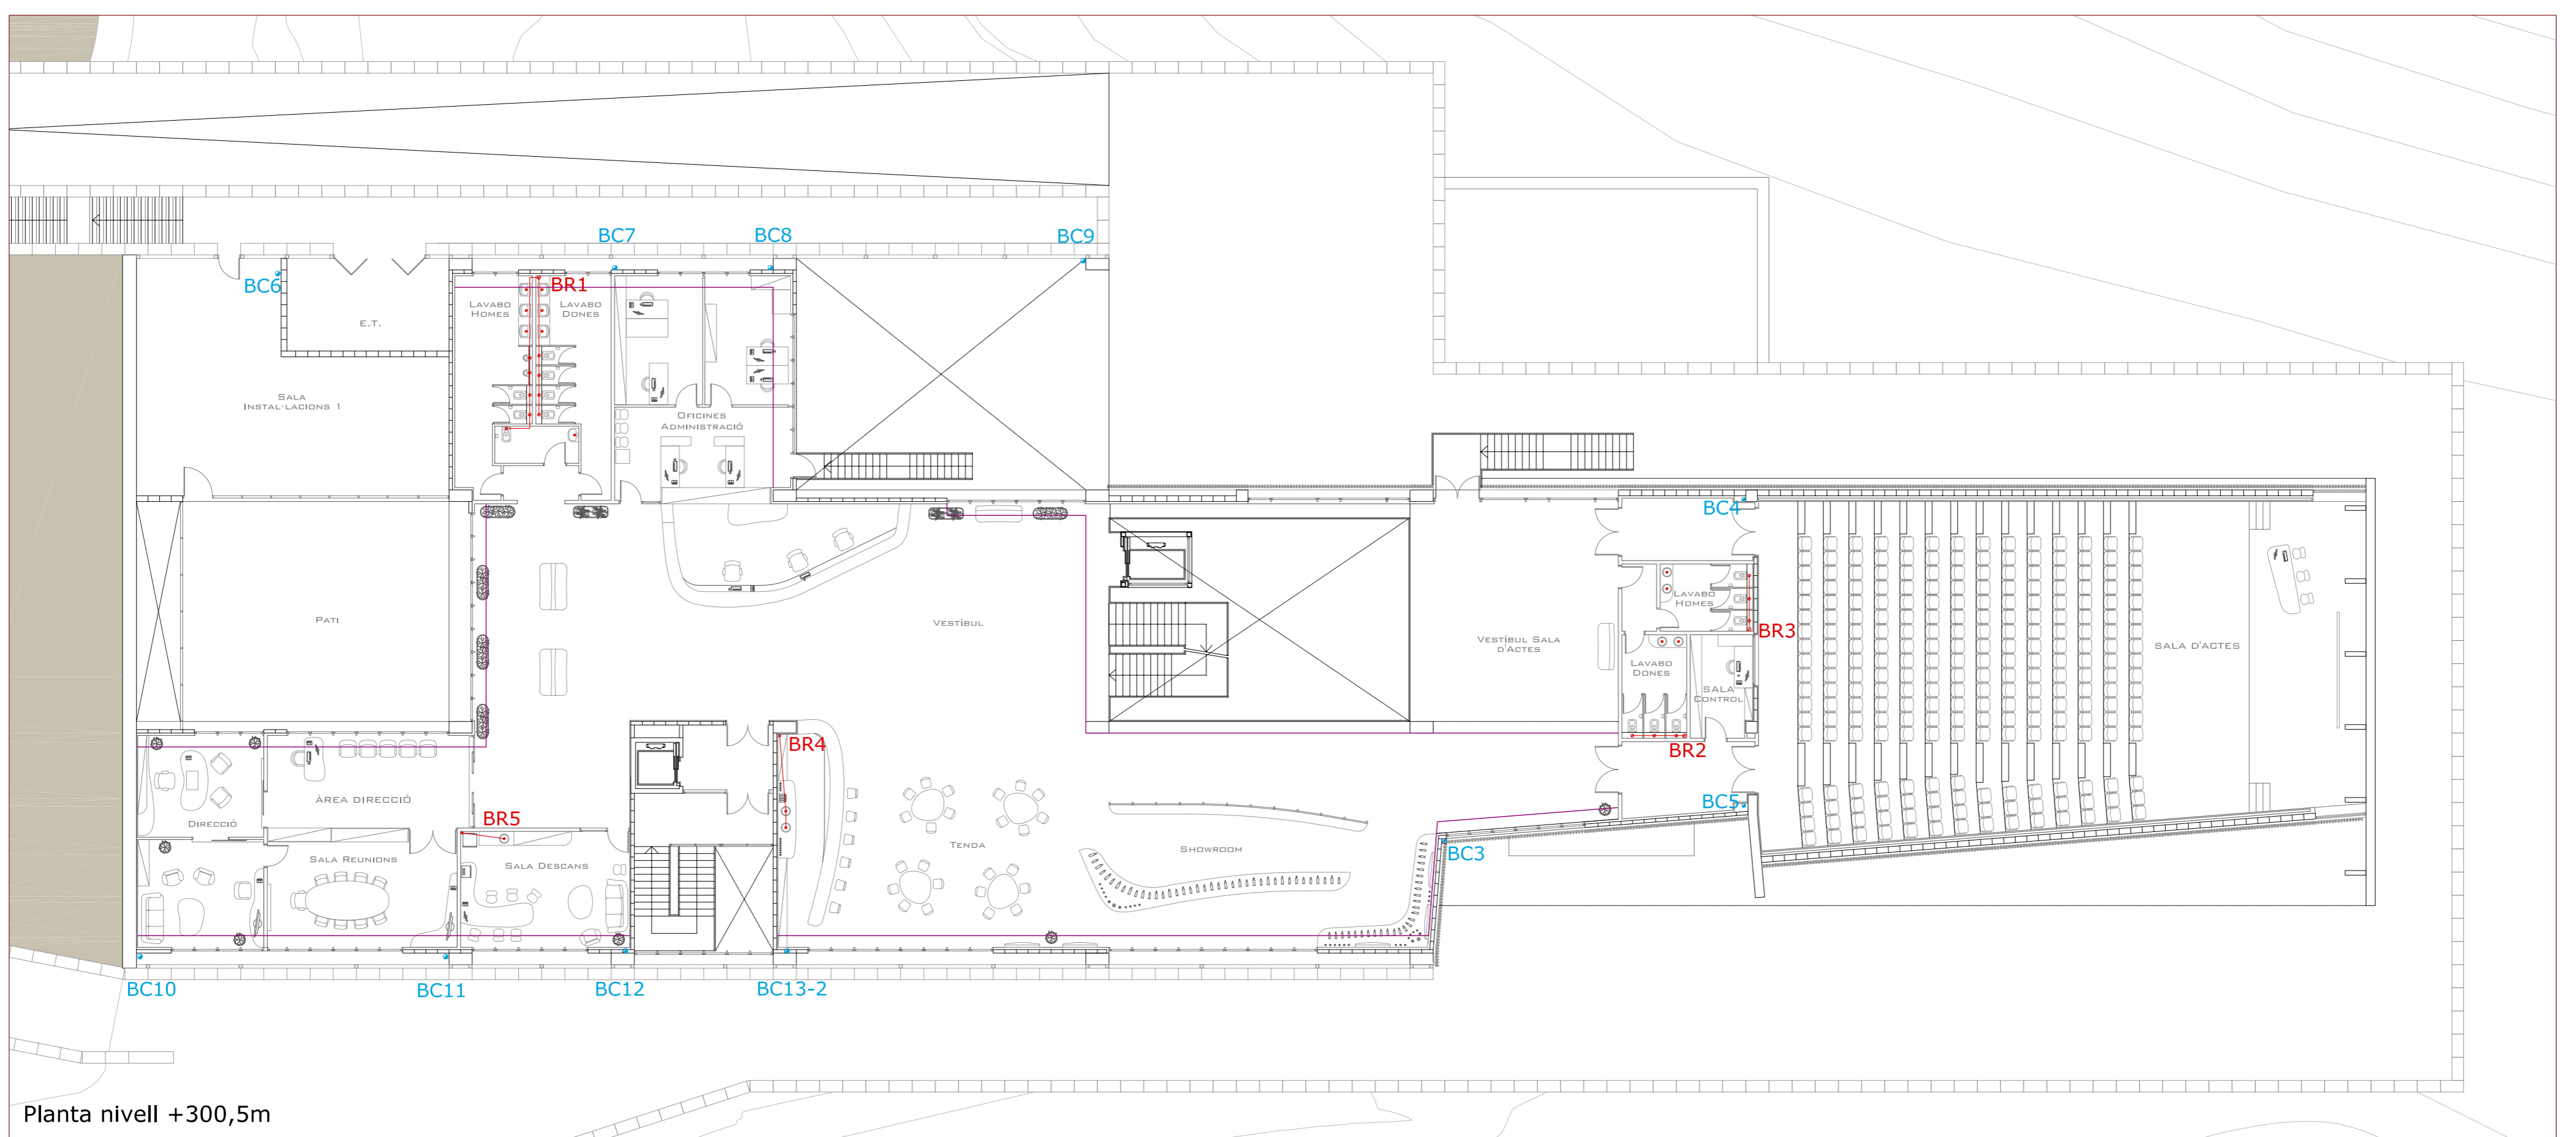 BC7
BC8
BC9
BC6
BR1
LAVABO
HOMES
LAVABO
DONES
E.T.
SALA
INSTAL·LACIONS 1
OFICINES
ADMINISTRACIÓ
BC4
LAVABO
HOMES
PATI
VESTÍBUL
VESTÍBUL SALA
D'ACTES
BR3
SALA D'ACTES
LAVABO
DONES
SALA
CONTROL
BR4
BR2
ÀREA DIRECCIÓ
DIRECCIÓ
BR5
BC5
SALA REUNIONS
SALA DESCANS
TENDA
SHOWROOM
BC3
BC10
BC11
BC12
BC13-2
Planta nivell +300,5m